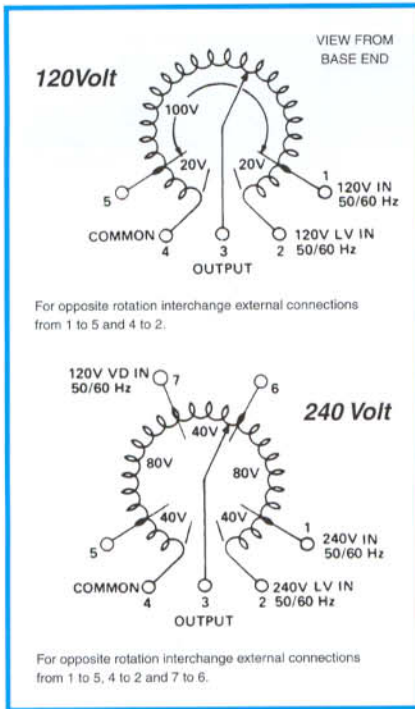 VIEW FROM
BASE END
120Volt
100V
20V
20V
1
5
120V IN
50/60 Hz
COMMON
4
3
2
120V LV IN
50/60 Hz
OUTPUT
For opposite rotation interchange external connections
from 1 to 5 and 4 to 2.
120V VD IN
50/60 Hz
7
6
240 Volt
40V
80V
80V
40V
40V
1
5
240V IN
50/60 Hz
COMMON
4
3
2
240V LV IN
50/60 Hz
OUTPUT
For opposite rotation interchange external connections
from 1 to 5, 4 to 2 and 7 to 6.